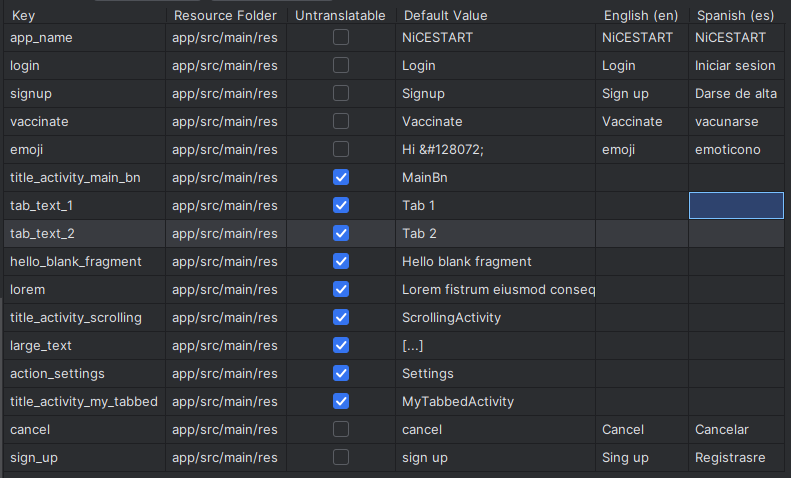 Key Resource Folder Untranslatable Default Value English (en) Spanish (es)
app_name app/src/main/res NiCESTART NiCESTART NiCESTART
login app/src/main/res Login Login Iniciar sesion
signup app/src/main/res Signup Sign up Darse de alta
vaccinate app/src/main/res Vaccinate Vaccinate vacunarse
emoji app/src/main/res Hi &#128072; emoji emoticono
title_activity_main_bn app/src/main/res MainBn
tab_text_1 app/src/main/res Tab 1
tab_text_2 app/src/main/res Tab 2
hello_blank_fragment app/src/main/res Hello blank fragment
lorem app/src/main/res Lorem fistrum eiusmod conseq
title_activity_scrolling app/src/main/res ScrollingActivity
large_text app/src/main/res [...]
action_settings app/src/main/res Settings
title_activity_my_tabbed app/src/main/res MyTabbedActivity
cancel app/src/main/res cancel Cancel Cancelar
sign_up app/src/main/res sign up Sing up Registrasre